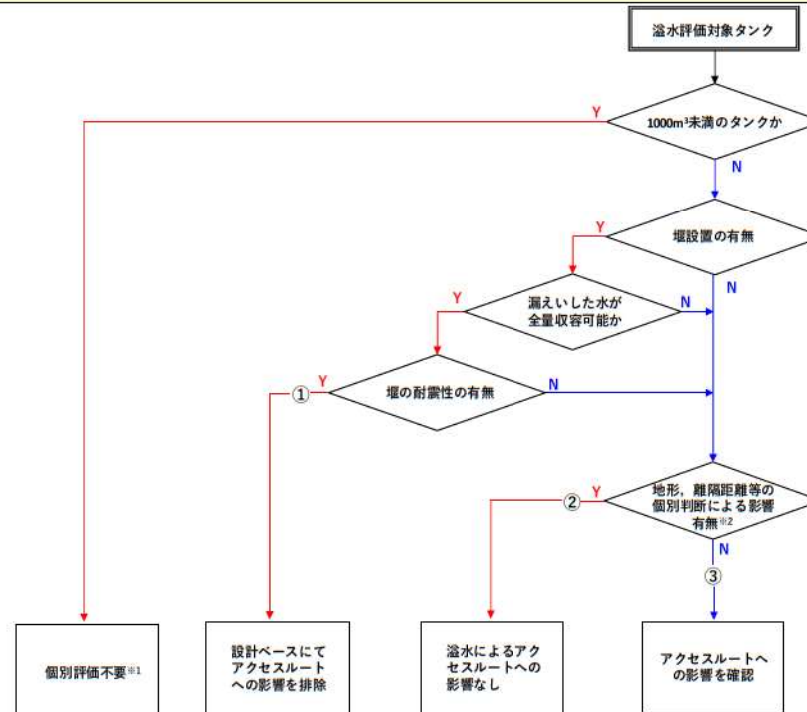 溢水評価対象タンク
Y
1000m³未満のタンクか
N
Y
堰設置の有無
N
Y
漏えいした水が
全量収容可能か
N
①
Y
堰の耐震性の有無
N
②
Y
地形，離隔距離等の
個別判断による影響
有無※2
N
③
個別評価不要※1
設計ベースにて
アクセスルート
への影響を排除
溢水によるアク
セスルートへの
影響なし
アクセスルートへ
の影響を確認